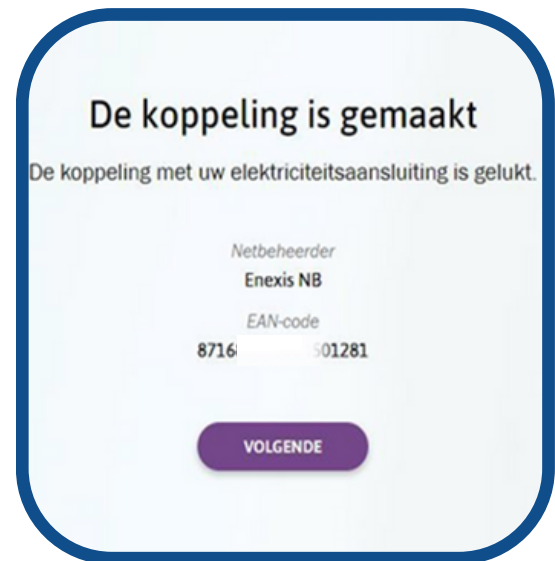 De koppeling is gemaakt
De koppeling met uw elektriciteitsaansluiting is gelukt.
Netbeheerder
Enexis NB
EAN-code
8716 501281
VOLGENDE